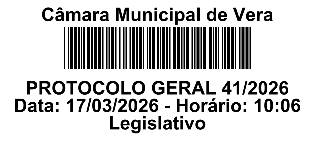 Câmara Municipal de Vera
PROTOCOLO GERAL 41/2026
Data: 17/03/2026 - Horário: 10:06
Legislativo